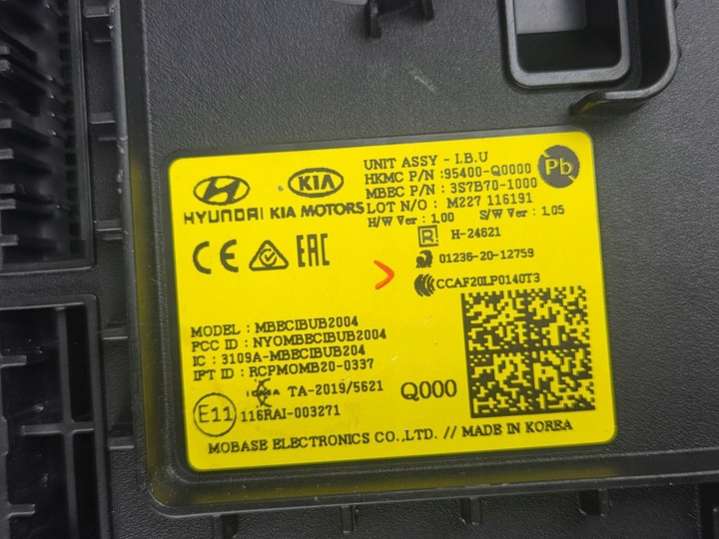 HYUNDAI KIA MOTORS
KIA
UNIT ASSY - I.B.U
HKMC P/N :95400-Q0000
MBEC P/N : 3S7B70-1000
LOT N/O : M227 116191
H/W Ver : 1.00 S/W Ver : 1.05
Pb
R H-24621
01236-20-12759
CCAF20LP0140T3
CE EAC
MODEL : MBECIBUB2004
PCC ID : NYOMBECIBUB2004
IC : 3109A-MBECIBUB204
IFT ID : RCPMOMB20-0337
TA-2019/5621
Q000
E11 116RAI-003271
MOBASE ELECTRONICS CO.,LTD. // MADE IN KOREA